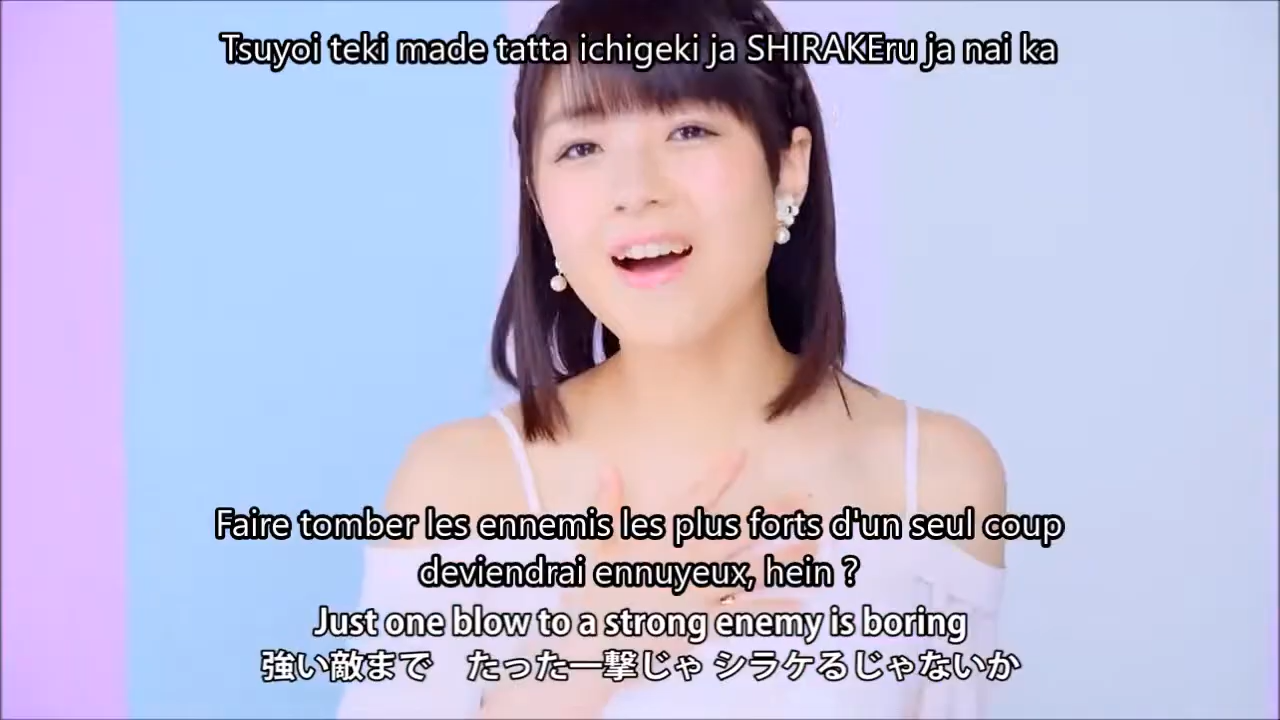 Tsuyoi teki made tatta ichigeki ja SHIRAKEru ja nai ka
Faire tomber les ennemis les plus forts d'un seul coup
deviendrai ennuyeux, hein ?
Just one blow to a strong enemy is boring
強い敵まで　たった一撃じゃ シラケるじゃないか